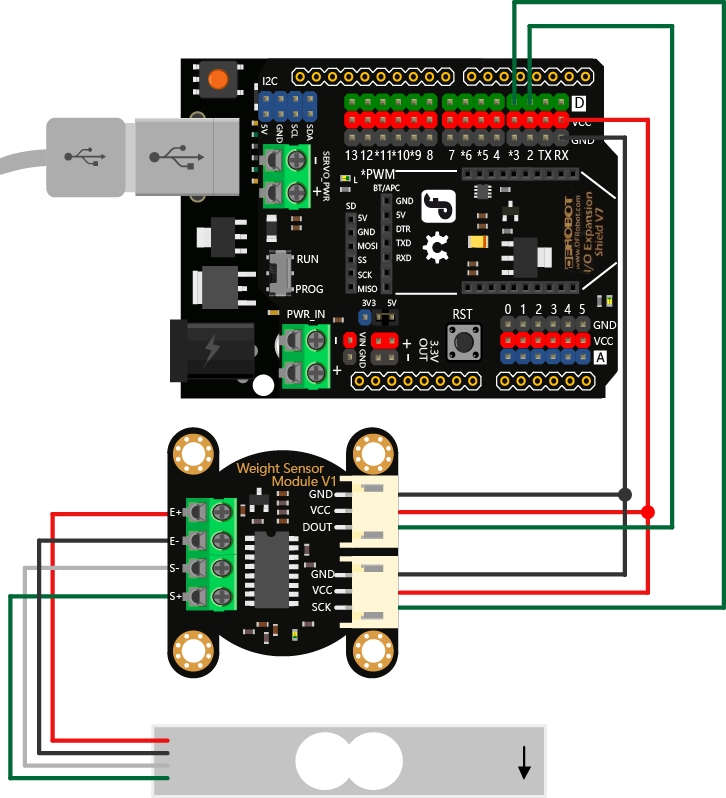 I2C
5V
GND
SCL
SDA
-
+
SERVO_PWR
D
VCC
GND
13 12 *11 *10 *9 8 7 *6 *5 4 *3 2 TX RX
*PWM
L
BT/APC
GND
5V
DTR
TXD
RXD
SD
5V
GND
MOSI
SS
SCK
MISO
DFROBOT
www.DFRobot.com
I/O Expansion
Shield V7
RUN
PROG
PWR_IN
-
+
3V3 5V
VIN GND
+
-
3.3V
OUT
RST
0 1 2 3 4 5
GND
VCC
A
Weight Sensor
Module V1
GND
VCC
DOUT
GND
VCC
SCK
E+
E-
S-
S+